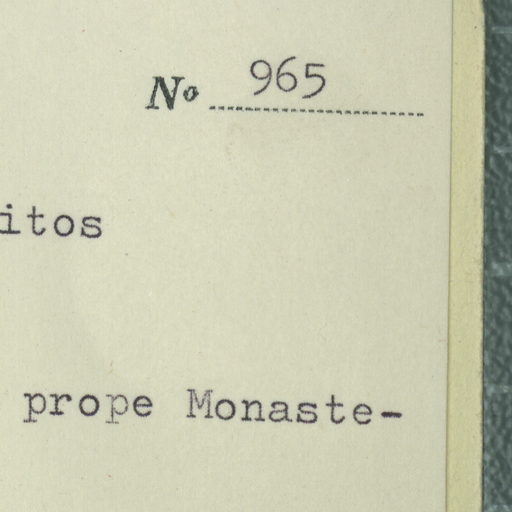 No 965
itos
prope Monaste-